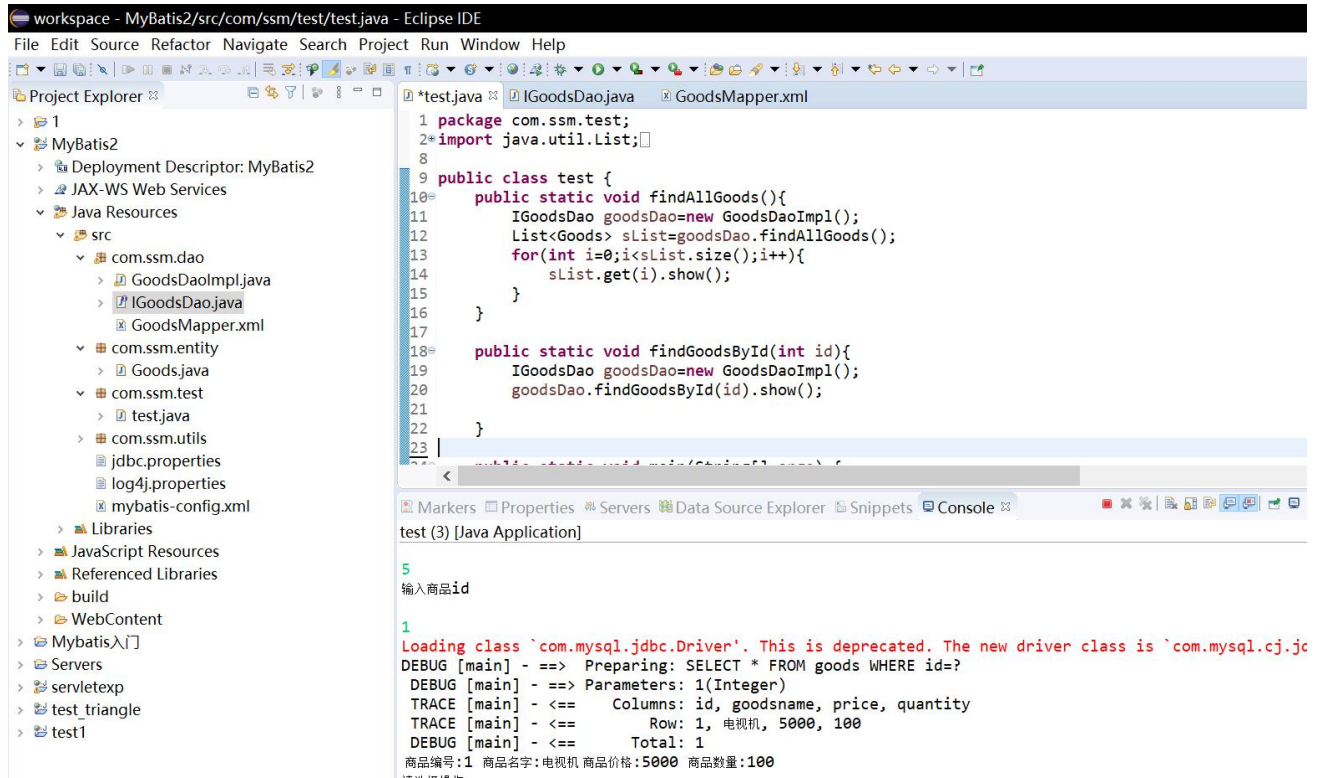 workspace - MyBatis2/src/com/ssm/test/test.java - Eclipse IDE
File Edit Source Refactor Navigate Search Project Run Window Help
Project Explorer
1
MyBatis2
Deployment Descriptor: MyBatis2
JAX-WS Web Services
Java Resources
src
com.ssm.dao
GoodsDaoImpl.java
IGoodsDao.java
GoodsMapper.xml
com.ssm.entity
Goods.java
com.ssm.test
test.java
com.ssm.utils
jdbc.properties
log4j.properties
mybatis-config.xml
Libraries
JavaScript Resources
Referenced Libraries
build
WebContent
Mybatis入门
Servers
servletexp
test_triangle
test1
*test.java IGoodsDao.java GoodsMapper.xml
1 package com.ssm.test;
2 import java.util.List;
8
9 public class test {
10 public static void findAllGoods(){
11 IGoodsDao goodsDao=new GoodsDaoImpl();
12 List<Goods> sList=goodsDao.findAllGoods();
13 for(int i=0;i<sList.size();i++){
14 sList.get(i).show();
15 }
16 }
17
18 public static void findGoodsById(int id){
19 IGoodsDao goodsDao=new GoodsDaoImpl();
20 goodsDao.findGoodsById(id).show();
21
22 }
23
24 public static void main(String[] args) {
Markers Properties Servers Data Source Explorer Snippets Console
test (3) [Java Application]
5
输入商品id
1
Loading class `com.mysql.jdbc.Driver'. This is deprecated. The new driver class is `com.mysql.cj.jd
DEBUG [main] - ==> Preparing: SELECT * FROM goods WHERE id=?
DEBUG [main] - ==> Parameters: 1(Integer)
TRACE [main] - <== Columns: id, goodsname, price, quantity
TRACE [main] - <== Row: 1, 电视机, 5000, 100
DEBUG [main] - <== Total: 1
商品编号:1 商品名字:电视机 商品价格:5000 商品数量:100